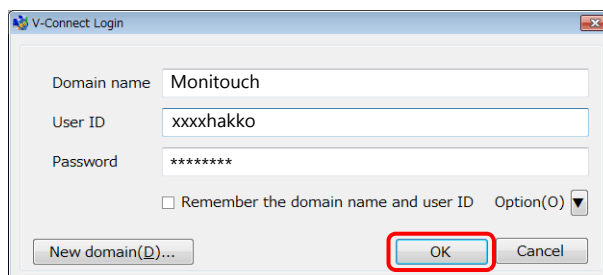 V-Connect Login
Domain name Monitouch
User ID xxxxhakko
Password ********
Remember the domain name and user ID Option(O) ▼
New domain(D)... OK Cancel